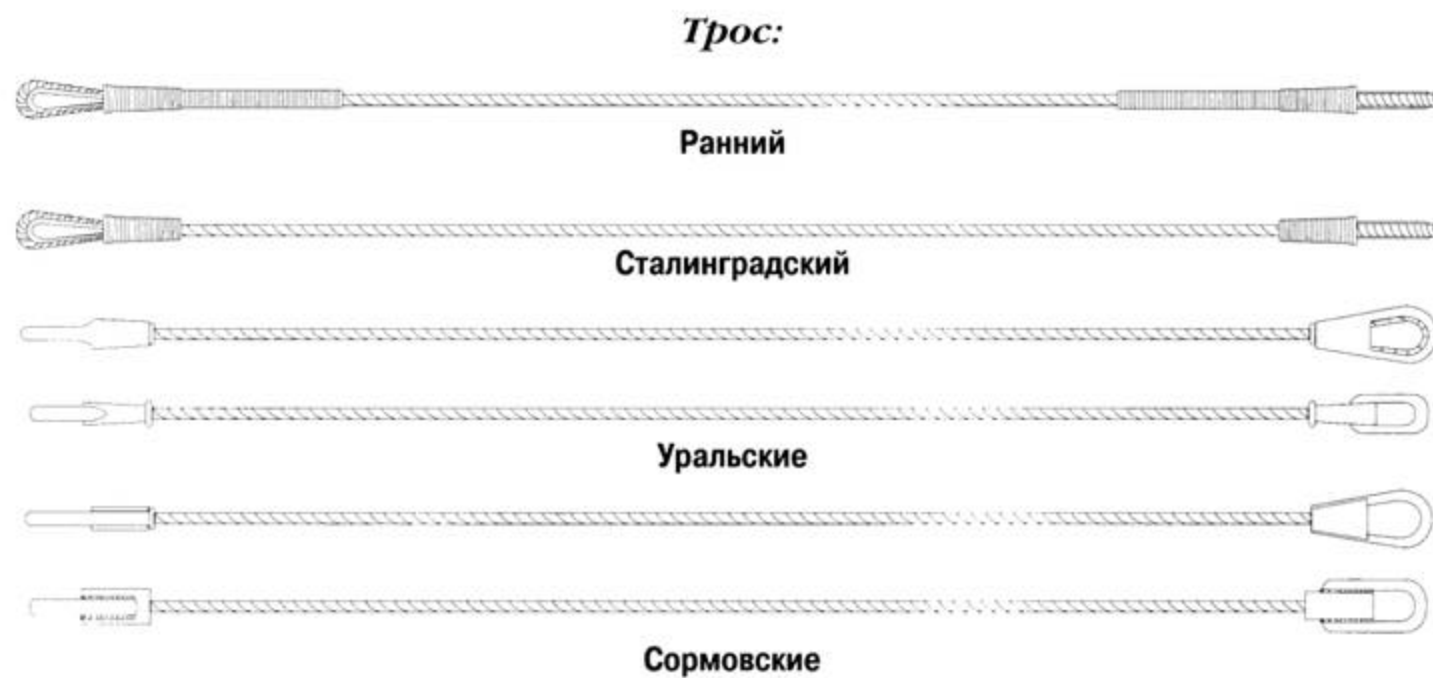 Трос:
Ранний
Сталинградский
Уральские
Сормовские